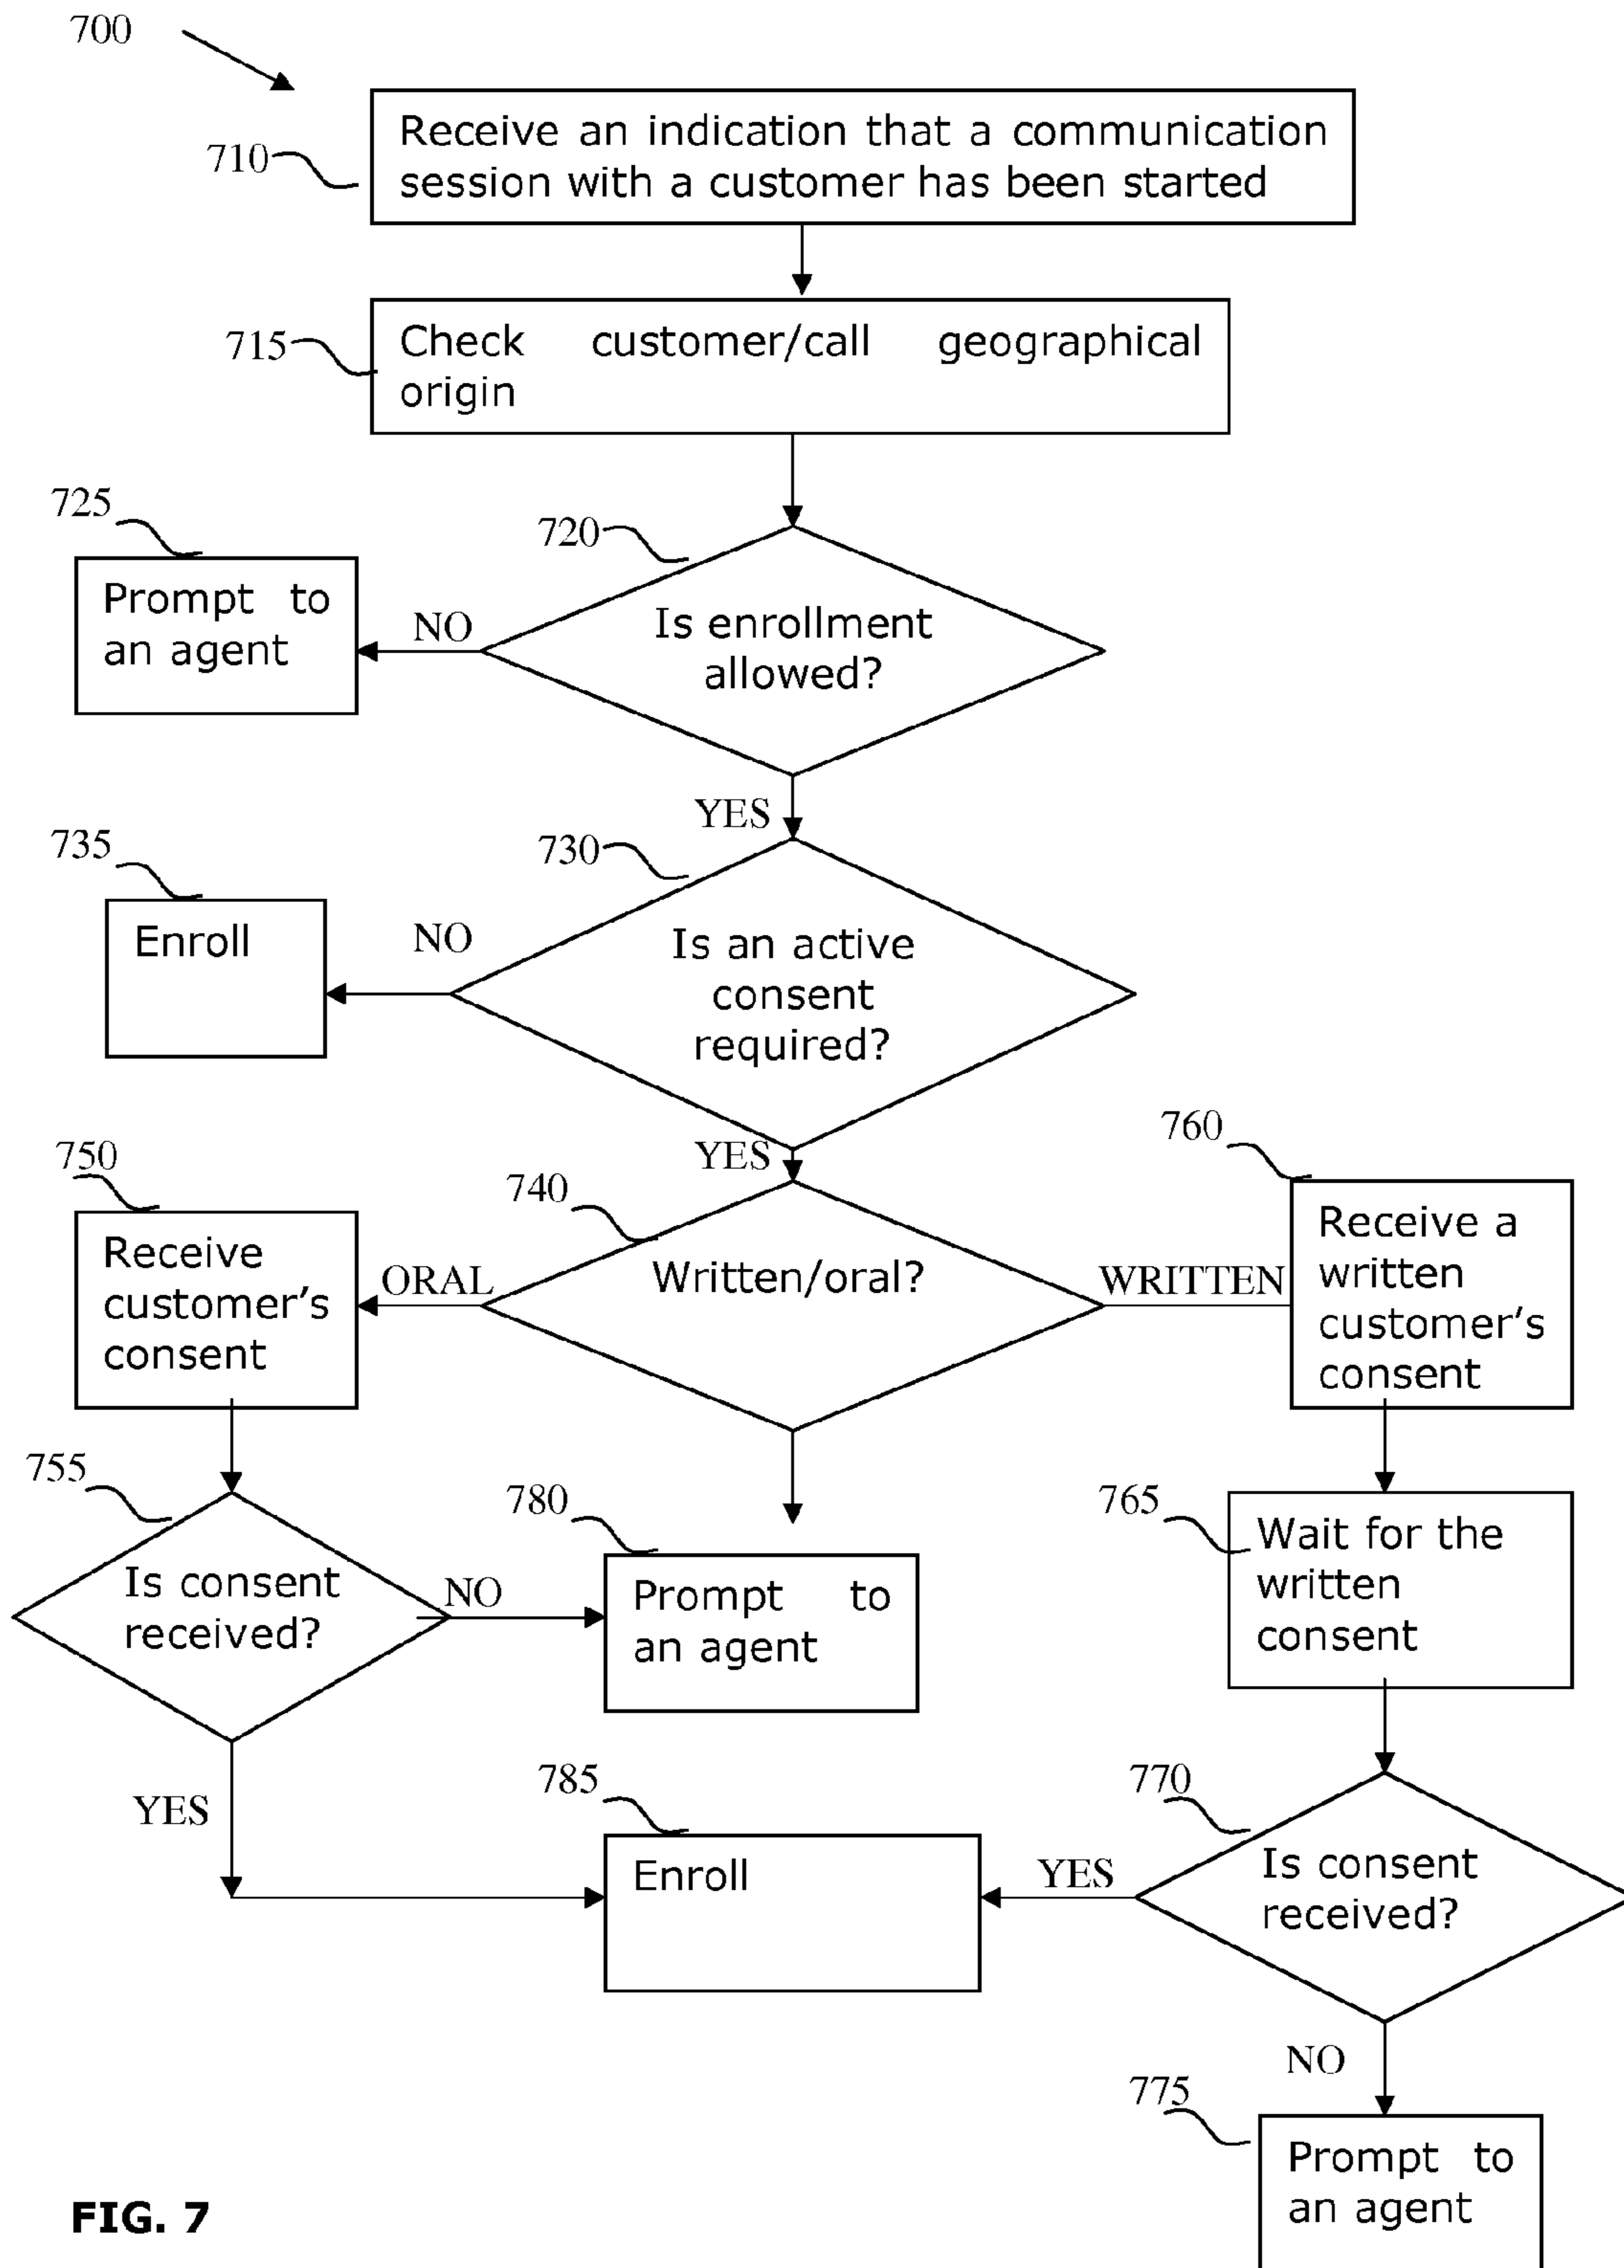 700
710
Receive an indication that a communication
session with a customer has been started
715
Check customer/call geographical
origin
725
Prompt to
an agent
NO
720
Is enrollment
allowed?
YES
735
Enroll
NO
730
Is an active
consent
required?
YES
750
Receive
customer's
consent
ORAL
740
Written/oral?
WRITTEN
760
Receive a
written
customer's
consent
755
Is consent
received?
NO
780
Prompt to
an agent
765
Wait for the
written
consent
YES
785
Enroll
YES
770
Is consent
received?
NO
775
Prompt to
an agent
FIG. 7